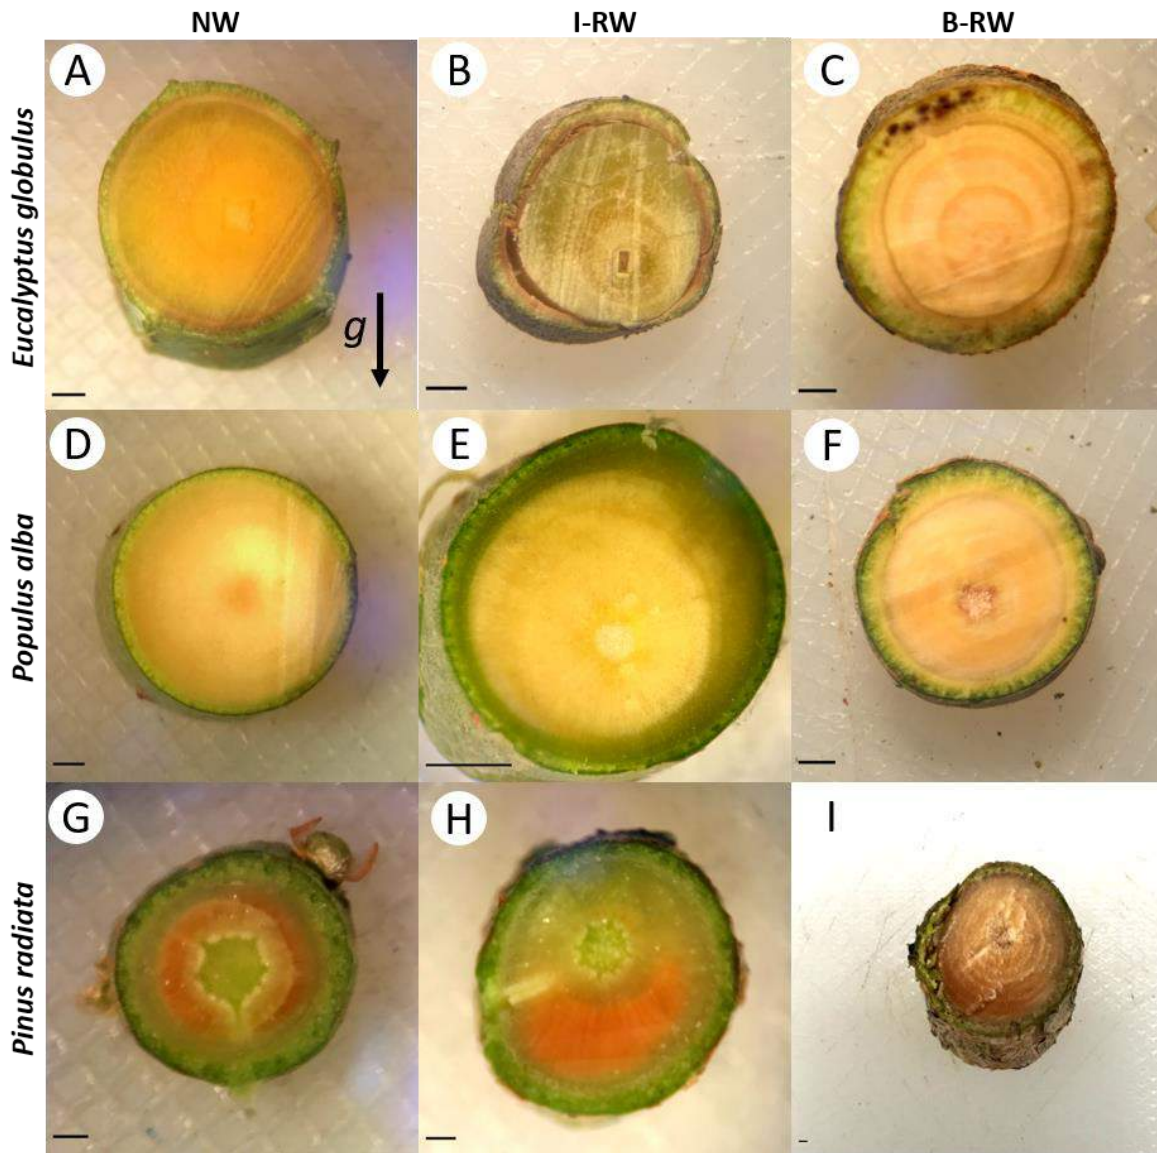 NW I-RW B-RW
Eucalyptus globulus
A B C
g
Populus alba
D E F
Pinus radiata
G H I